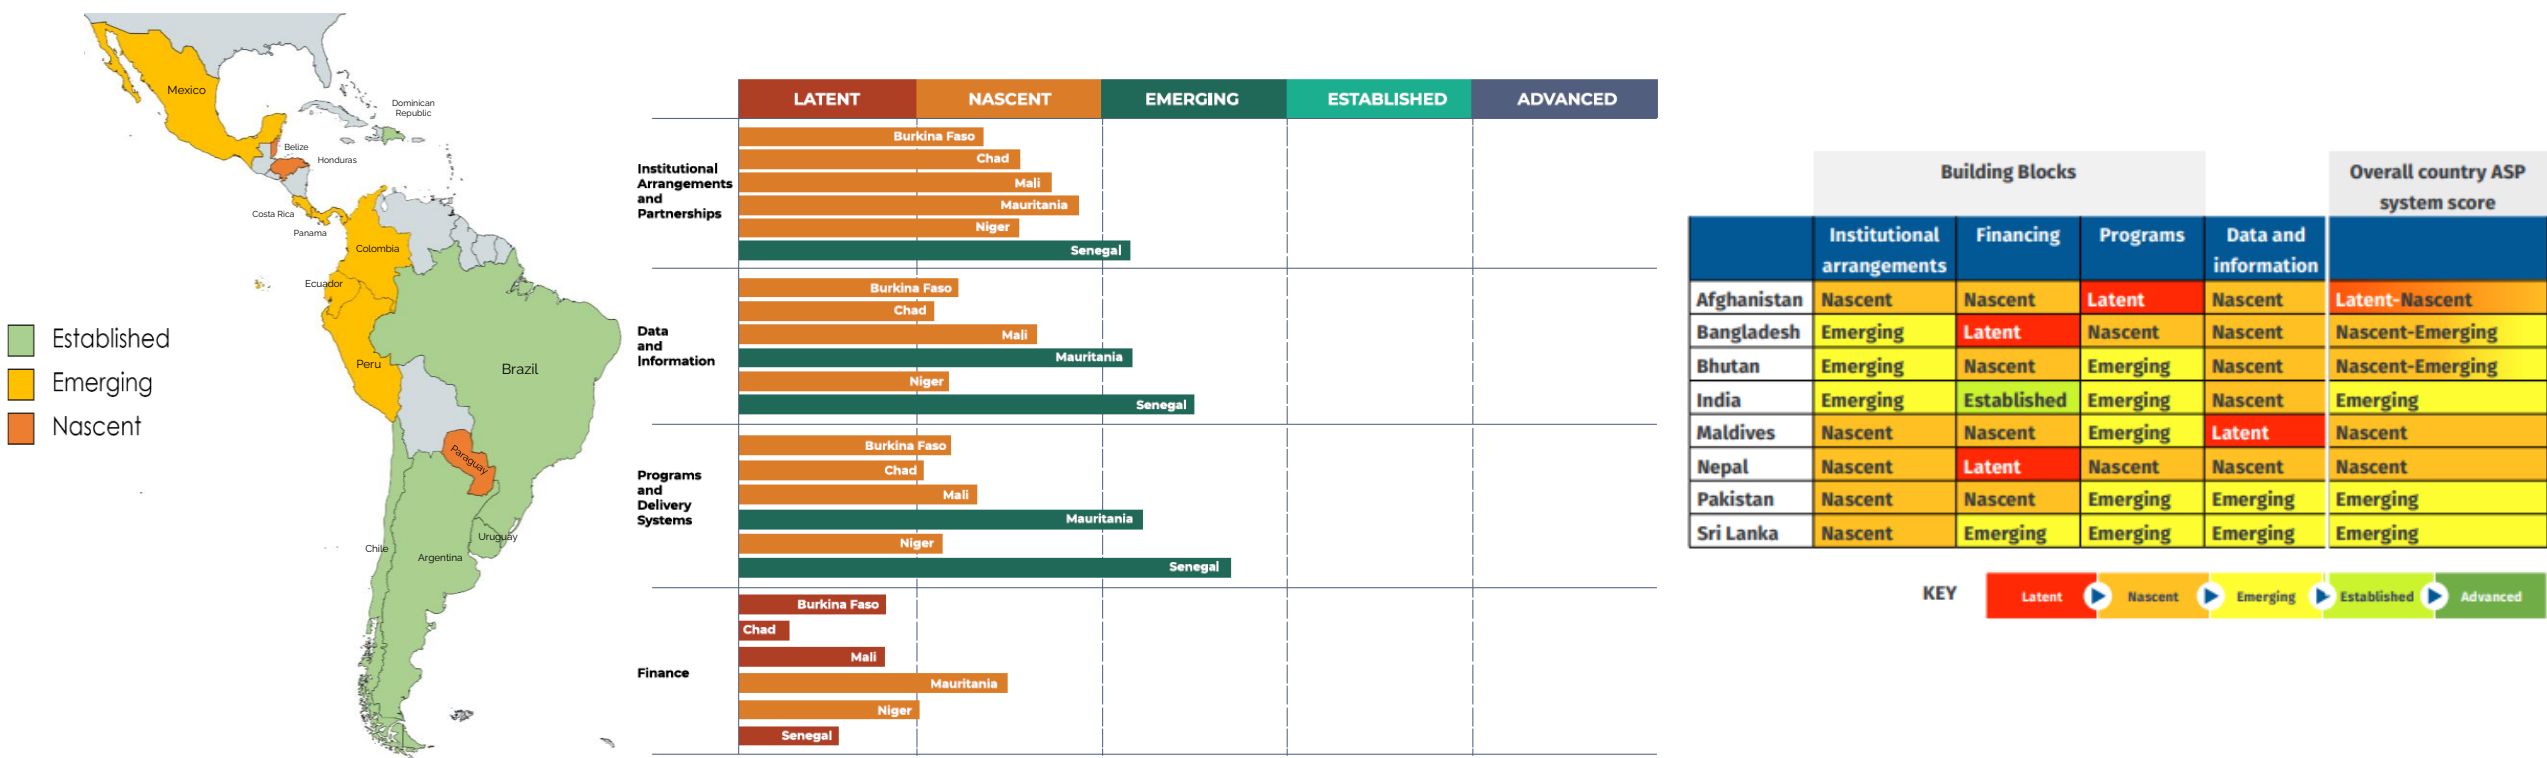 Mexico
Dominican
Republic
Belize
Honduras
Costa Rica
Panama
Colombia
Ecuador
Peru
Brazil
Paraguay
Chile
Argentina
Uruguay
Established
Emerging
Nascent
LATENT NASCENT EMERGING ESTABLISHED ADVANCED
Institutional
Arrangements
and
Partnerships
Burkina Faso
Chad
Mali
Mauritania
Niger
Senegal
Data
and
Information
Burkina Faso
Chad
Mali
Mauritania
Niger
Senegal
Programs
and
Delivery
Systems
Burkina Faso
Chad
Mali
Mauritania
Niger
Senegal
Finance
Burkina Faso
Chad
Mali
Mauritania
Niger
Senegal
Building Blocks
Overall country ASP
system score
Institutional
arrangements
Financing
Programs
Data and
information
Afghanistan Nascent Nascent Latent Nascent Latent-Nascent
Bangladesh Emerging Latent Nascent Nascent Nascent-Emerging
Bhutan Emerging Nascent Emerging Nascent Nascent-Emerging
India Emerging Established Emerging Nascent Emerging
Maldives Nascent Nascent Emerging Latent Nascent
Nepal Nascent Latent Nascent Nascent Nascent
Pakistan Nascent Nascent Emerging Emerging Emerging
Sri Lanka Nascent Emerging Emerging Emerging Emerging
KEY Latent Nascent Emerging Established Advanced